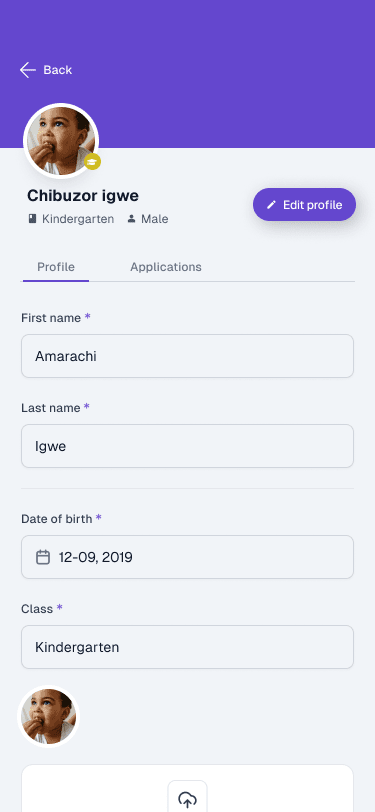 Back
Chibuzor igwe
Kindergarten Male
Edit profile
Profile Applications
First name *
Amarachi
Last name *
Igwe
Date of birth *
12-09, 2019
Class *
Kindergarten